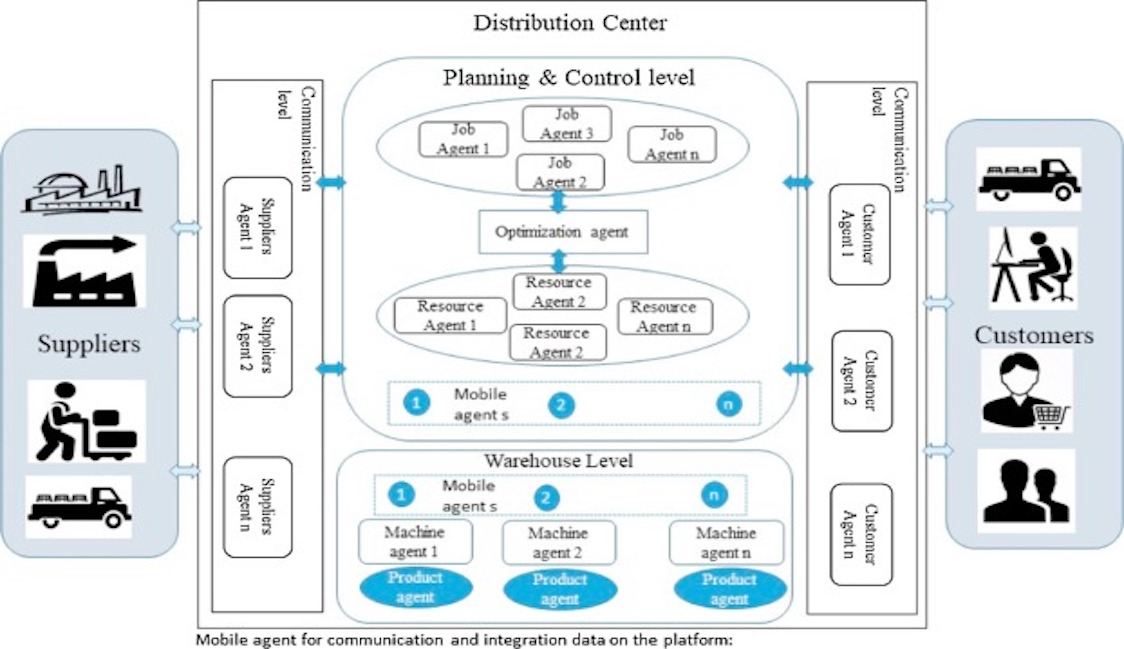 Distribution Center
Planning & Control level
Communication
level
Communication
level
Job
Agent 1
Job
Agent 3
Job
Agent n
Job
Agent 2
Optimization agent
Resource
Agent 1
Resource
Agent 2
Resource
Agent n
Resource
Agent 2
Mobile
agent s
1
2
n
Suppliers
Suppliers
Agent 1
Suppliers
Agent 2
Suppliers
Agent n
Customer
Agent 1
Customer
Agent 2
Customer
Agent n
Customers
Warehouse Level
1
Mobile
agent s
2
n
Machine
agent 1
Machine
agent 2
Machine
agent n
Product
agent
Product
agent
Product
agent
Mobile agent for communication and integration data on the platform: